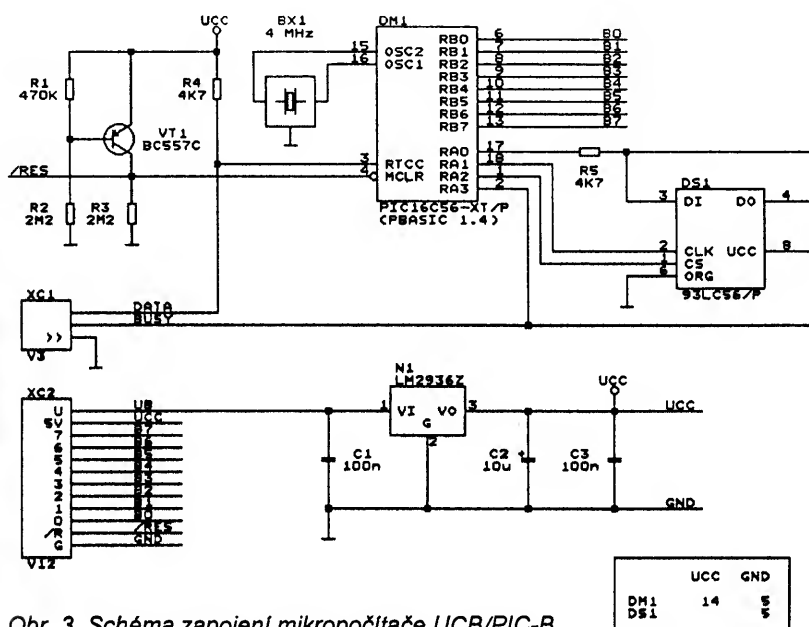 UCC
BX1
4 MHz
DM1
R1
470K
R4
4K7
VT1
BC557C
/RES
R2
2M2
R3
2M2
15 OSC2
16 OSC1
3 RTCC
4 MCLR
RB0 6 B0
RB1 7 B1
RB2 8 B2
RB3 9 B3
RB4 10 B4
RB5 11 B5
RB6 12 B6
RB7 13 B7
RA0 17
RA1 18
RA2 1
RA3 2
PIC16C56-XT/P
(PBASIC 1.4)
R5
4K7
DS1
3 DI DO 4
2 CLK UCC 8
1 CS
6 ORG
93LC56/P
XC1
DATA
BUSY
>>
V3
XC2
U UB
5V UCC
7 B7
6 B6
5 B5
4 B4
3 B3
2 B2
1 B1
0 B0
/R /RES
G GND
V12
N1
LM2936Z
1 VI VO 3
G
2
C1
100n
C2 +
10u
C3
100n
UCC
UCC
GND
UCC GND
DM1 14 5
DS1 5
Obr. 3. Schéma zapojení mikropočítače UCB/PIC-B